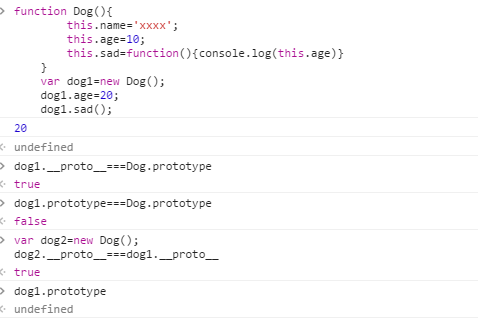 function Dog(){
this.name='xxxx';
this.age=10;
this.sad=function(){console.log(this.age)}
}
var dog1=new Dog();
dog1.age=20;
dog1.sad();
20
undefined
dog1.__proto__===Dog.prototype
true
dog1.prototype===Dog.prototype
false
var dog2=new Dog();
dog2.__proto__===dog1.__proto__
true
dog1.prototype
undefined